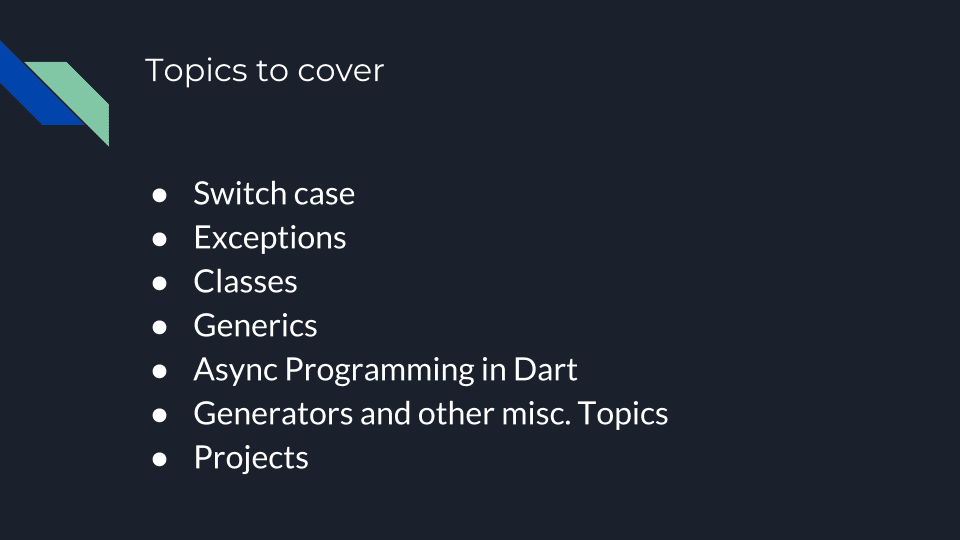 Topics to cover
● Switch case
● Exceptions
● Classes
● Generics
● Async Programming in Dart
● Generators and other misc. Topics
● Projects